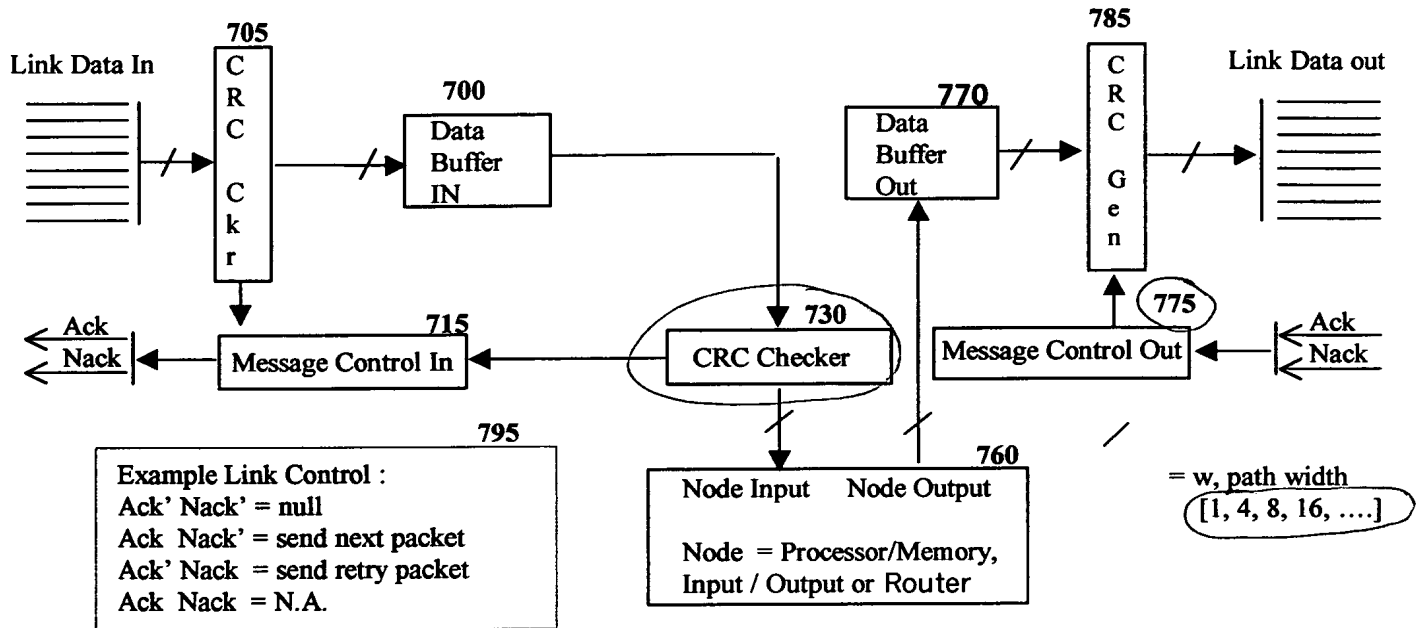 705
785
Link Data In
C
R
C
C
k
r
700
Data
Buffer
IN
770
Data
Buffer
Out
C
R
C
G
e
n
Link Data out
Ack
Nack
715
Message Control In
730
CRC Checker
775
Message Control Out
Ack
Nack
795
Example Link Control :
Ack’ Nack’ = null
Ack Nack’ = send next packet
Ack’ Nack = send retry packet
Ack Nack = N.A.
760
Node Input Node Output
Node = Processor/Memory,
Input / Output or Router
/
= w, path width
[1, 4, 8, 16, ….]